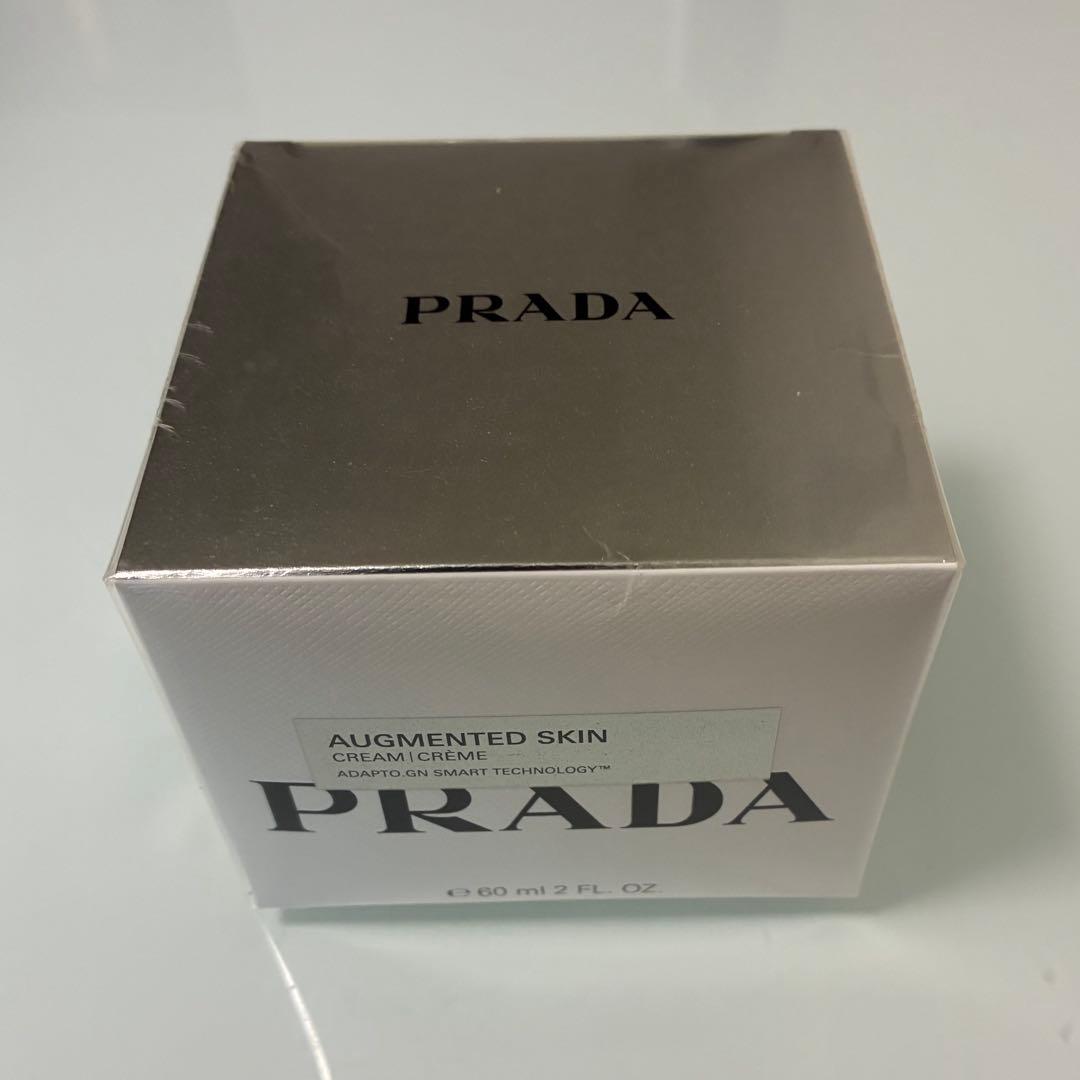 PRADA
AUGMENTED SKIN
CREAM|CRÈME
ADAPTO.GN SMART TECHNOLOGY™
PRADA
℮ 60 ml 2 FL. OZ.